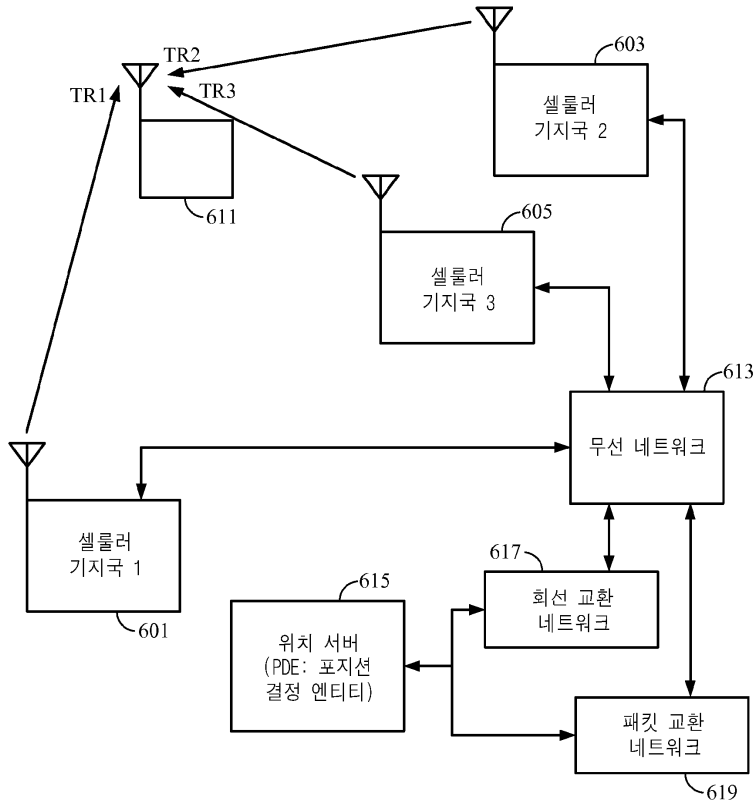 TR2
TR1
TR3
611
603
셀룰러
기지국 2
605
셀룰러
기지국 3
613
무선 네트워크
셀룰러
기지국 1
601
617
회선 교환
네트워크
615
위치 서버
(PDE: 포지션
결정 엔티티)
패킷 교환
네트워크
619